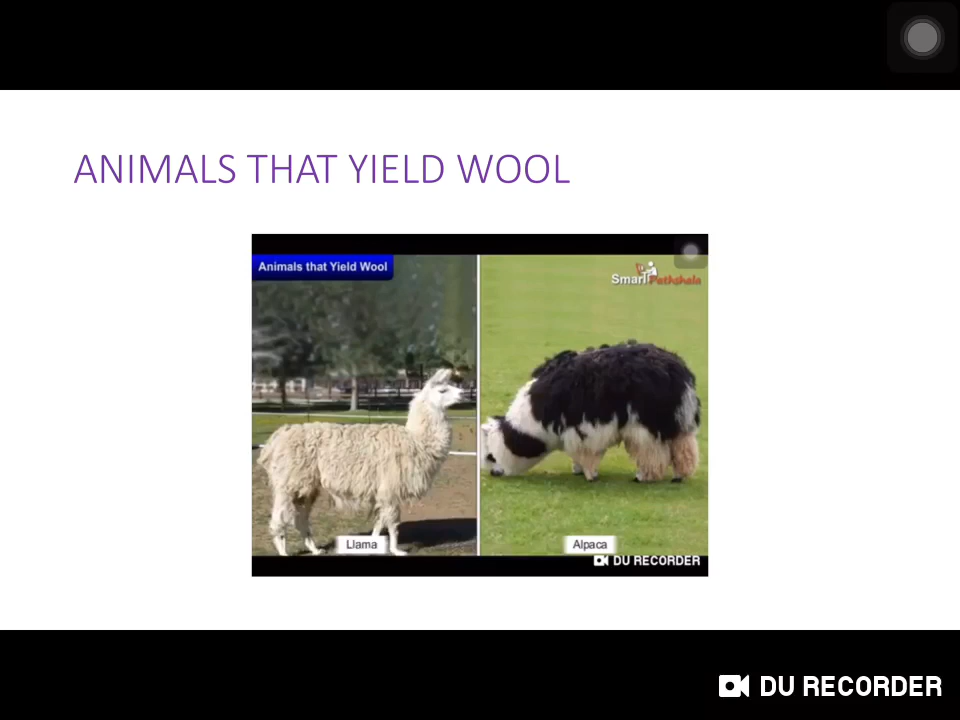 ANIMALS THAT YIELD WOOL
Animals that Yield Wool
Smart Pathshala
Llama
Alpaca
DU RECORDER
DU RECORDER